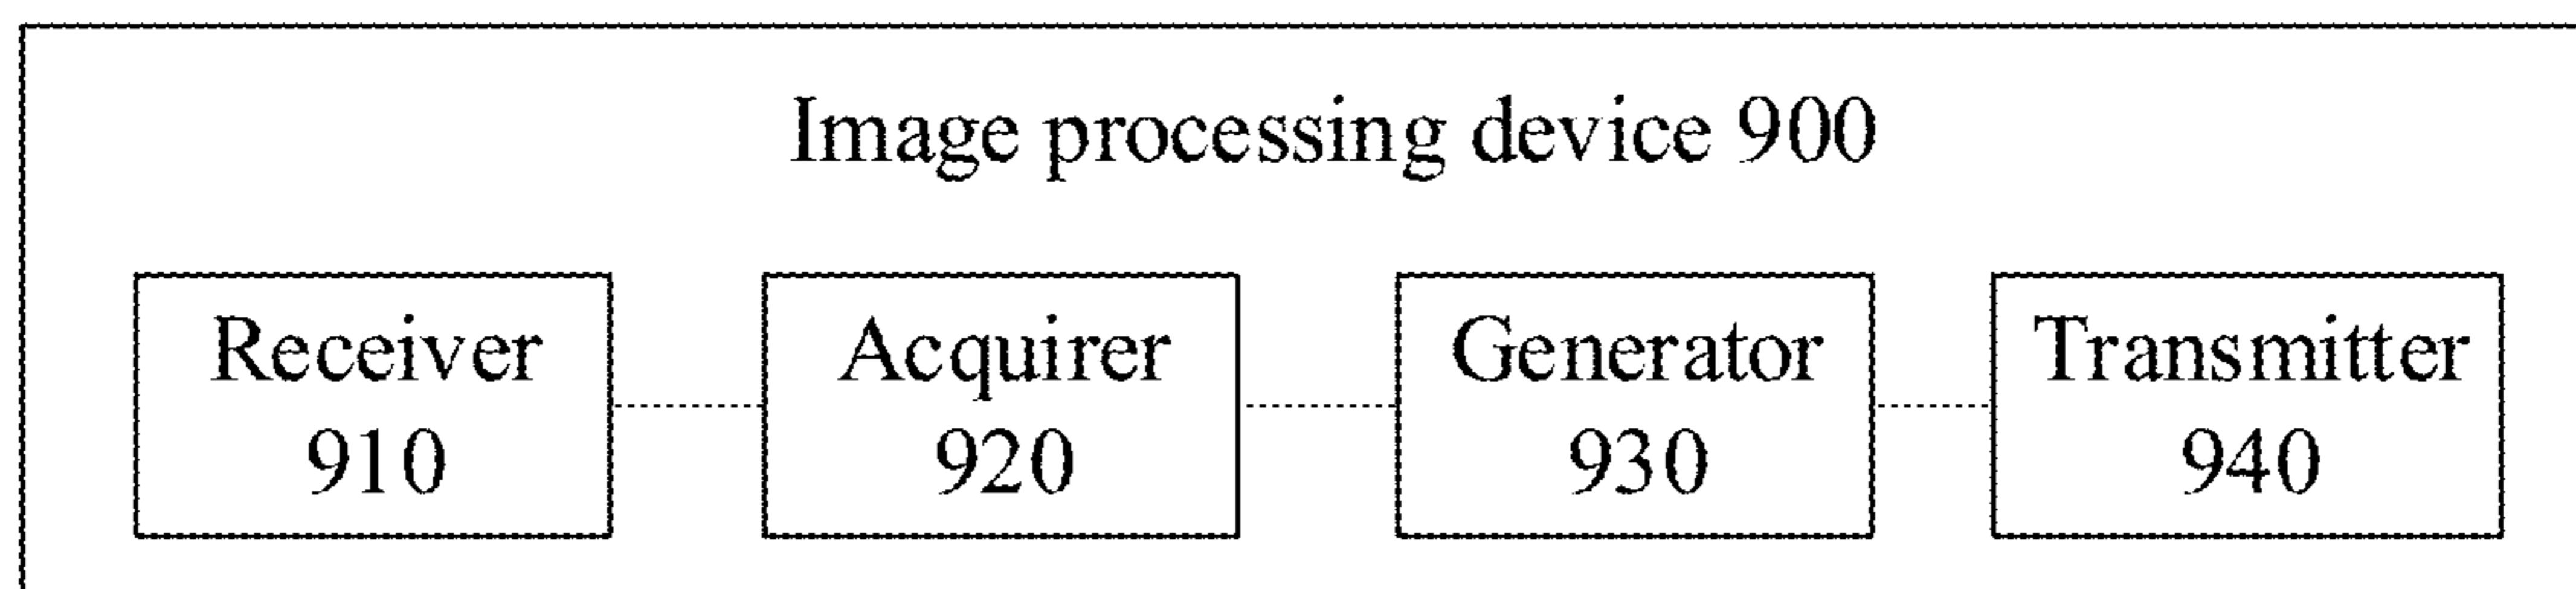 Image processing device 900
Receiver
910
Acquirer
920
Generator
930
Transmitter
940